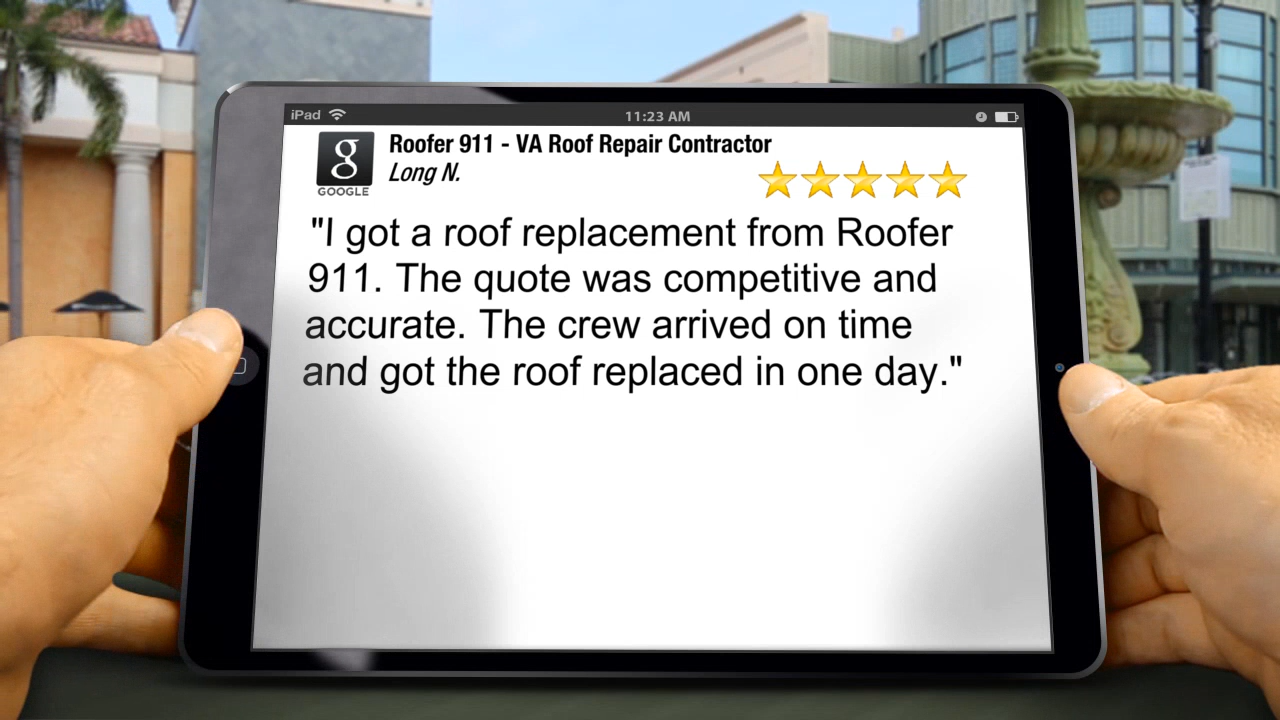 iPad 11:23 AM
g Roofer 911 - VA Roof Repair Contractor
Long N.
GOOGLE
"I got a roof replacement from Roofer
911. The quote was competitive and
accurate. The crew arrived on time
and got the roof replaced in one day."